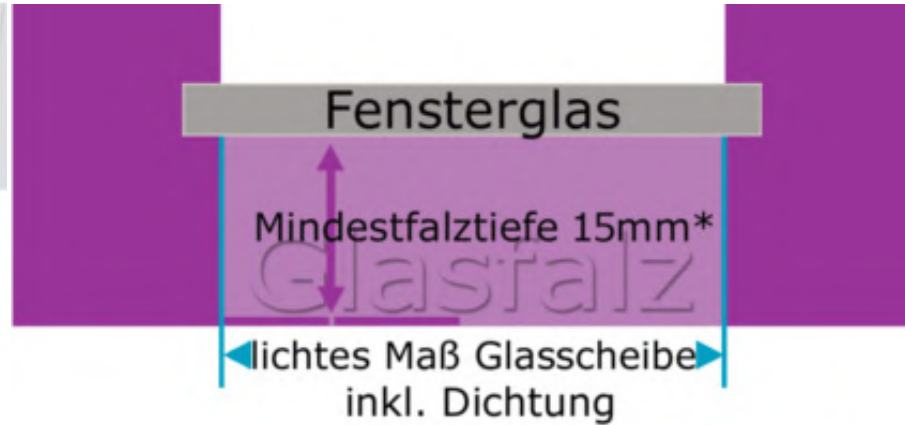 Fensterglas
Mindestfalztiefe 15mm*
Glasfalz
lichtes Maß Glasscheibe
inkl. Dichtung